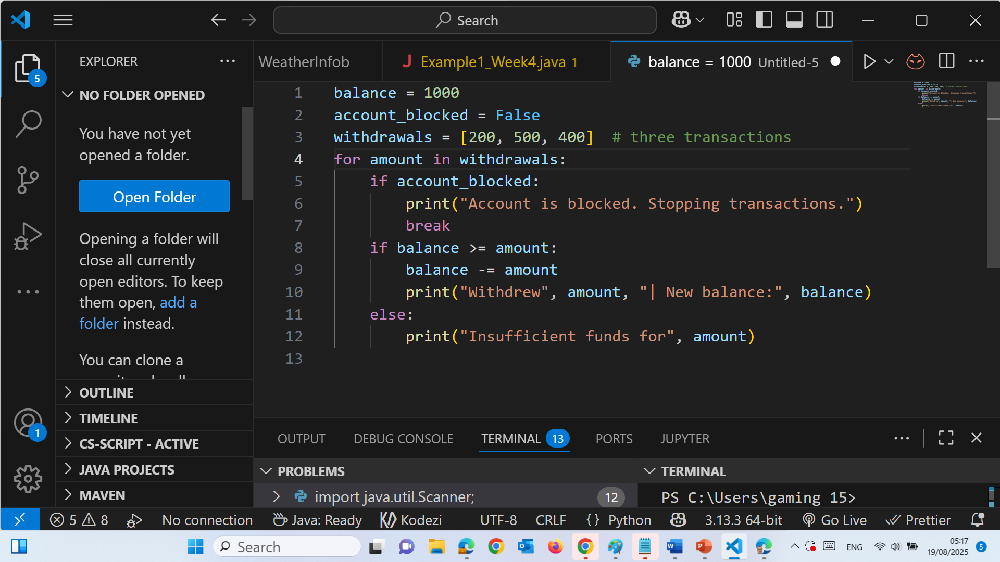 Search
EXPLORER
5
NO FOLDER OPENED
You have not yet
opened a folder.
Open Folder
Opening a folder will
close all currently
open editors. To keep
them open, add a
folder instead.
You can clone a
OUTLINE
TIMELINE
CS-SCRIPT - ACTIVE
JAVA PROJECTS
MAVEN
1
WeatherInfob
J Example1_Week4.java 1
balance = 1000 Untitled-5
1 balance = 1000
2 account_blocked = False
3 withdrawals = [200, 500, 400]  # three transactions
4 for amount in withdrawals:
5     if account_blocked:
6         print("Account is blocked. Stopping transactions.")
7         break
8     if balance >= amount:
9         balance -= amount
10         print("Withdrew", amount, "| New balance:", balance)
11     else:
12         print("Insufficient funds for", amount)
13
OUTPUT DEBUG CONSOLE TERMINAL 13 PORTS JUPYTER
PROBLEMS
import java.util.Scanner; 12
TERMINAL
PS C:\Users\gaming 15>
5 8 No connection Java: Ready Kodezi UTF-8 CRLF {} Python 3.13.3 64-bit Go Live Prettier
Search
ENG
05:17
19/08/2025
5